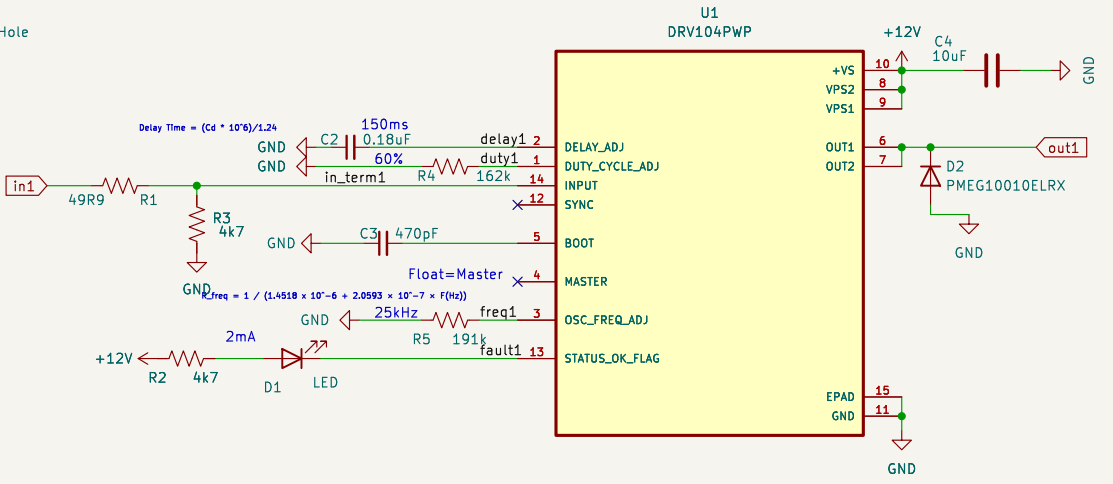 Hole
U1
DRV104PWP
+12V
C4
10uF
GND
+VS
10
VPS2
8
VPS1
9
Delay Time = (Cd * 10^6)/1.24
150ms
GND
C2
0.18uF
delay1
2
DELAY_ADJ
OUT1
6
out1
GND
60%
R4
162k
duty1
1
DUTY_CYCLE_ADJ
OUT2
7
D2
PMEG10010ELRX
GND
in1
49R9
R1
in_term1
14
INPUT
12
SYNC
R3
4k7
GND
GND
C3
470pF
5
BOOT
Float=Master
4
MASTER
R_freq = 1 / (1.4518 x 10^-6 + 2.0593 × 10^-7 × F(Hz))
GND
25kHz
R5
191k
freq1
3
OSC_FREQ_ADJ
2mA
+12V
R2
4k7
D1
LED
fault1
13
STATUS_OK_FLAG
EPAD
15
GND
11
GND